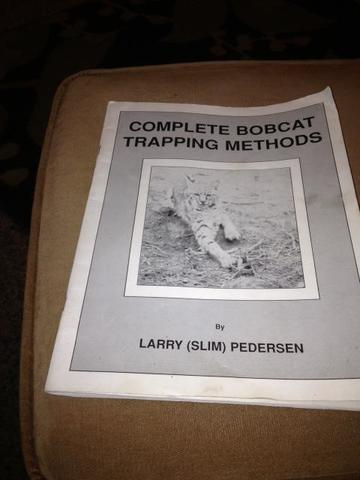 COMPLETE BOBCAT
TRAPPING METHODS
By
LARRY (SLIM) PEDERSEN